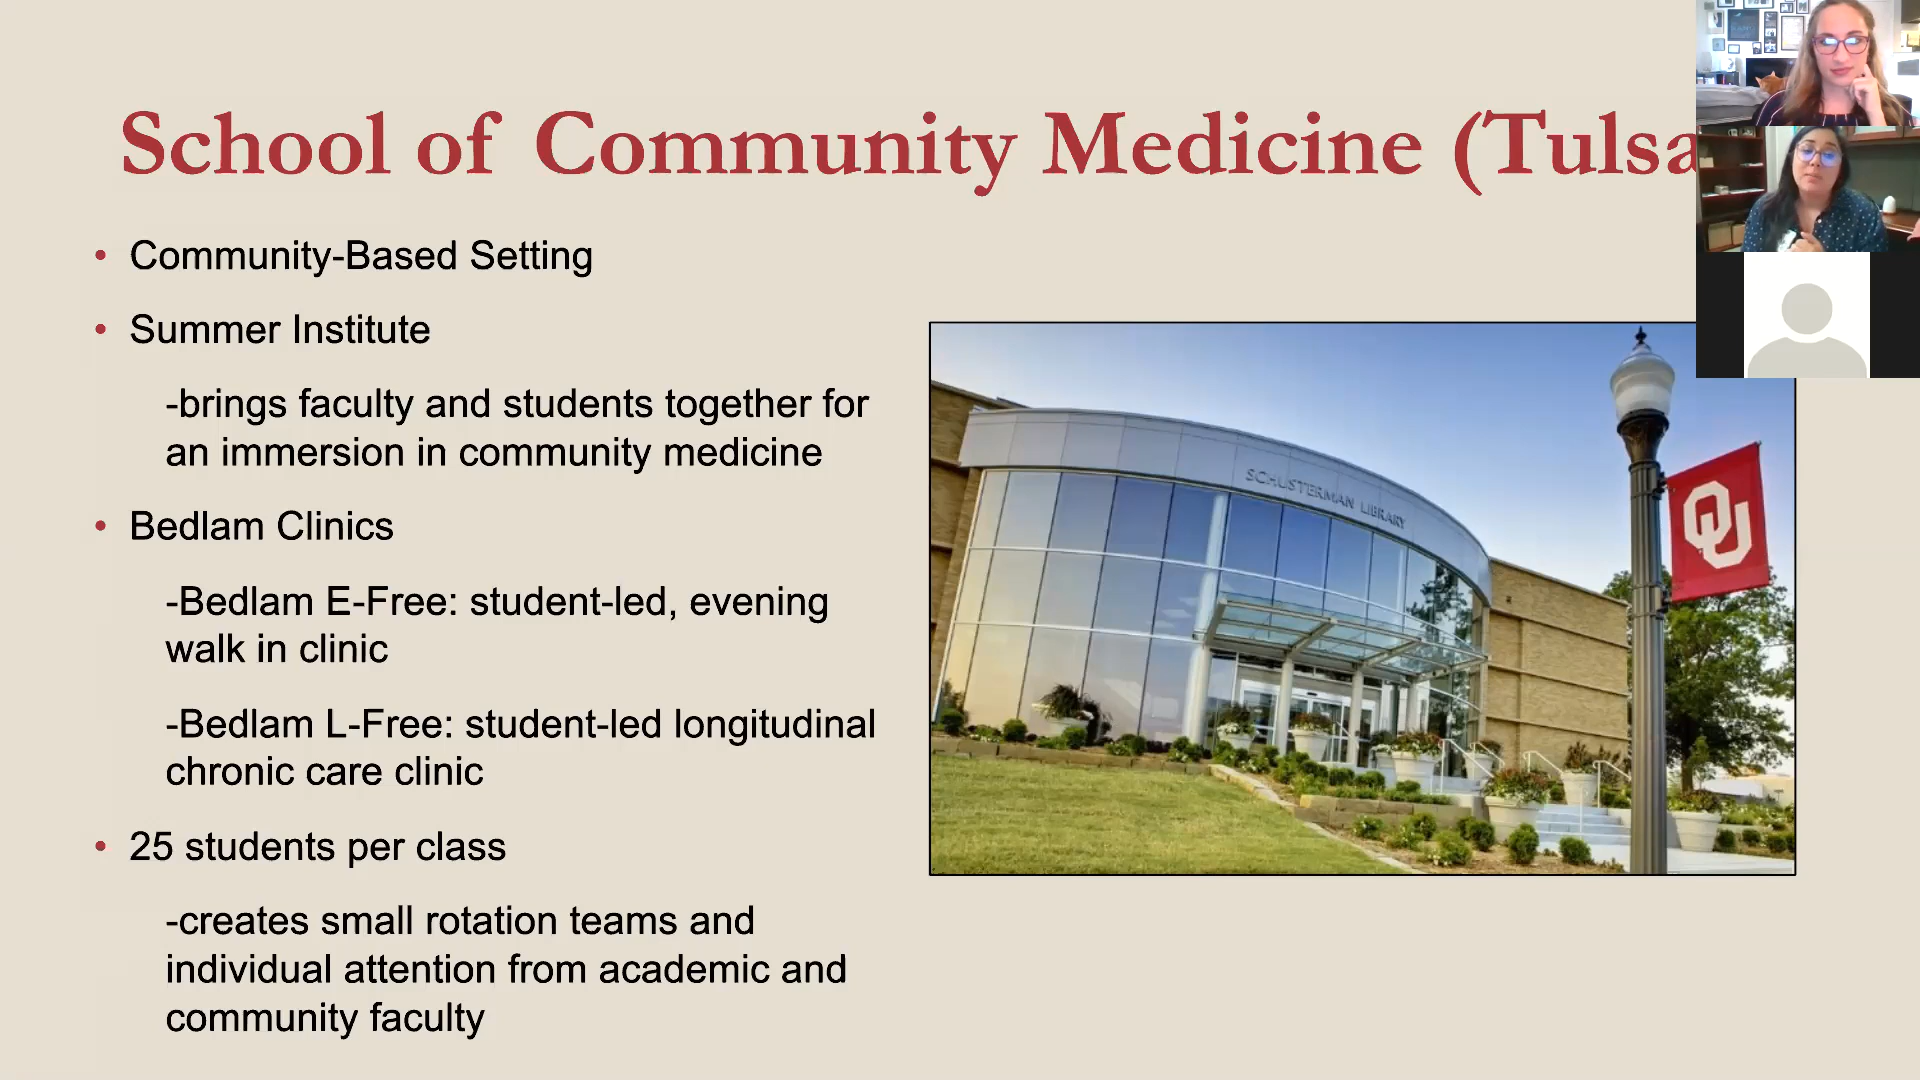 School of Community Medicine (Tulsa
• Community-Based Setting
• Summer Institute
-brings faculty and students together for
an immersion in community medicine
• Bedlam Clinics
-Bedlam E-Free: student-led, evening
walk in clinic
-Bedlam L-Free: student-led longitudinal
chronic care clinic
• 25 students per class
-creates small rotation teams and
individual attention from academic and
community faculty
SCHUSTERMAN LIBRARY
OU